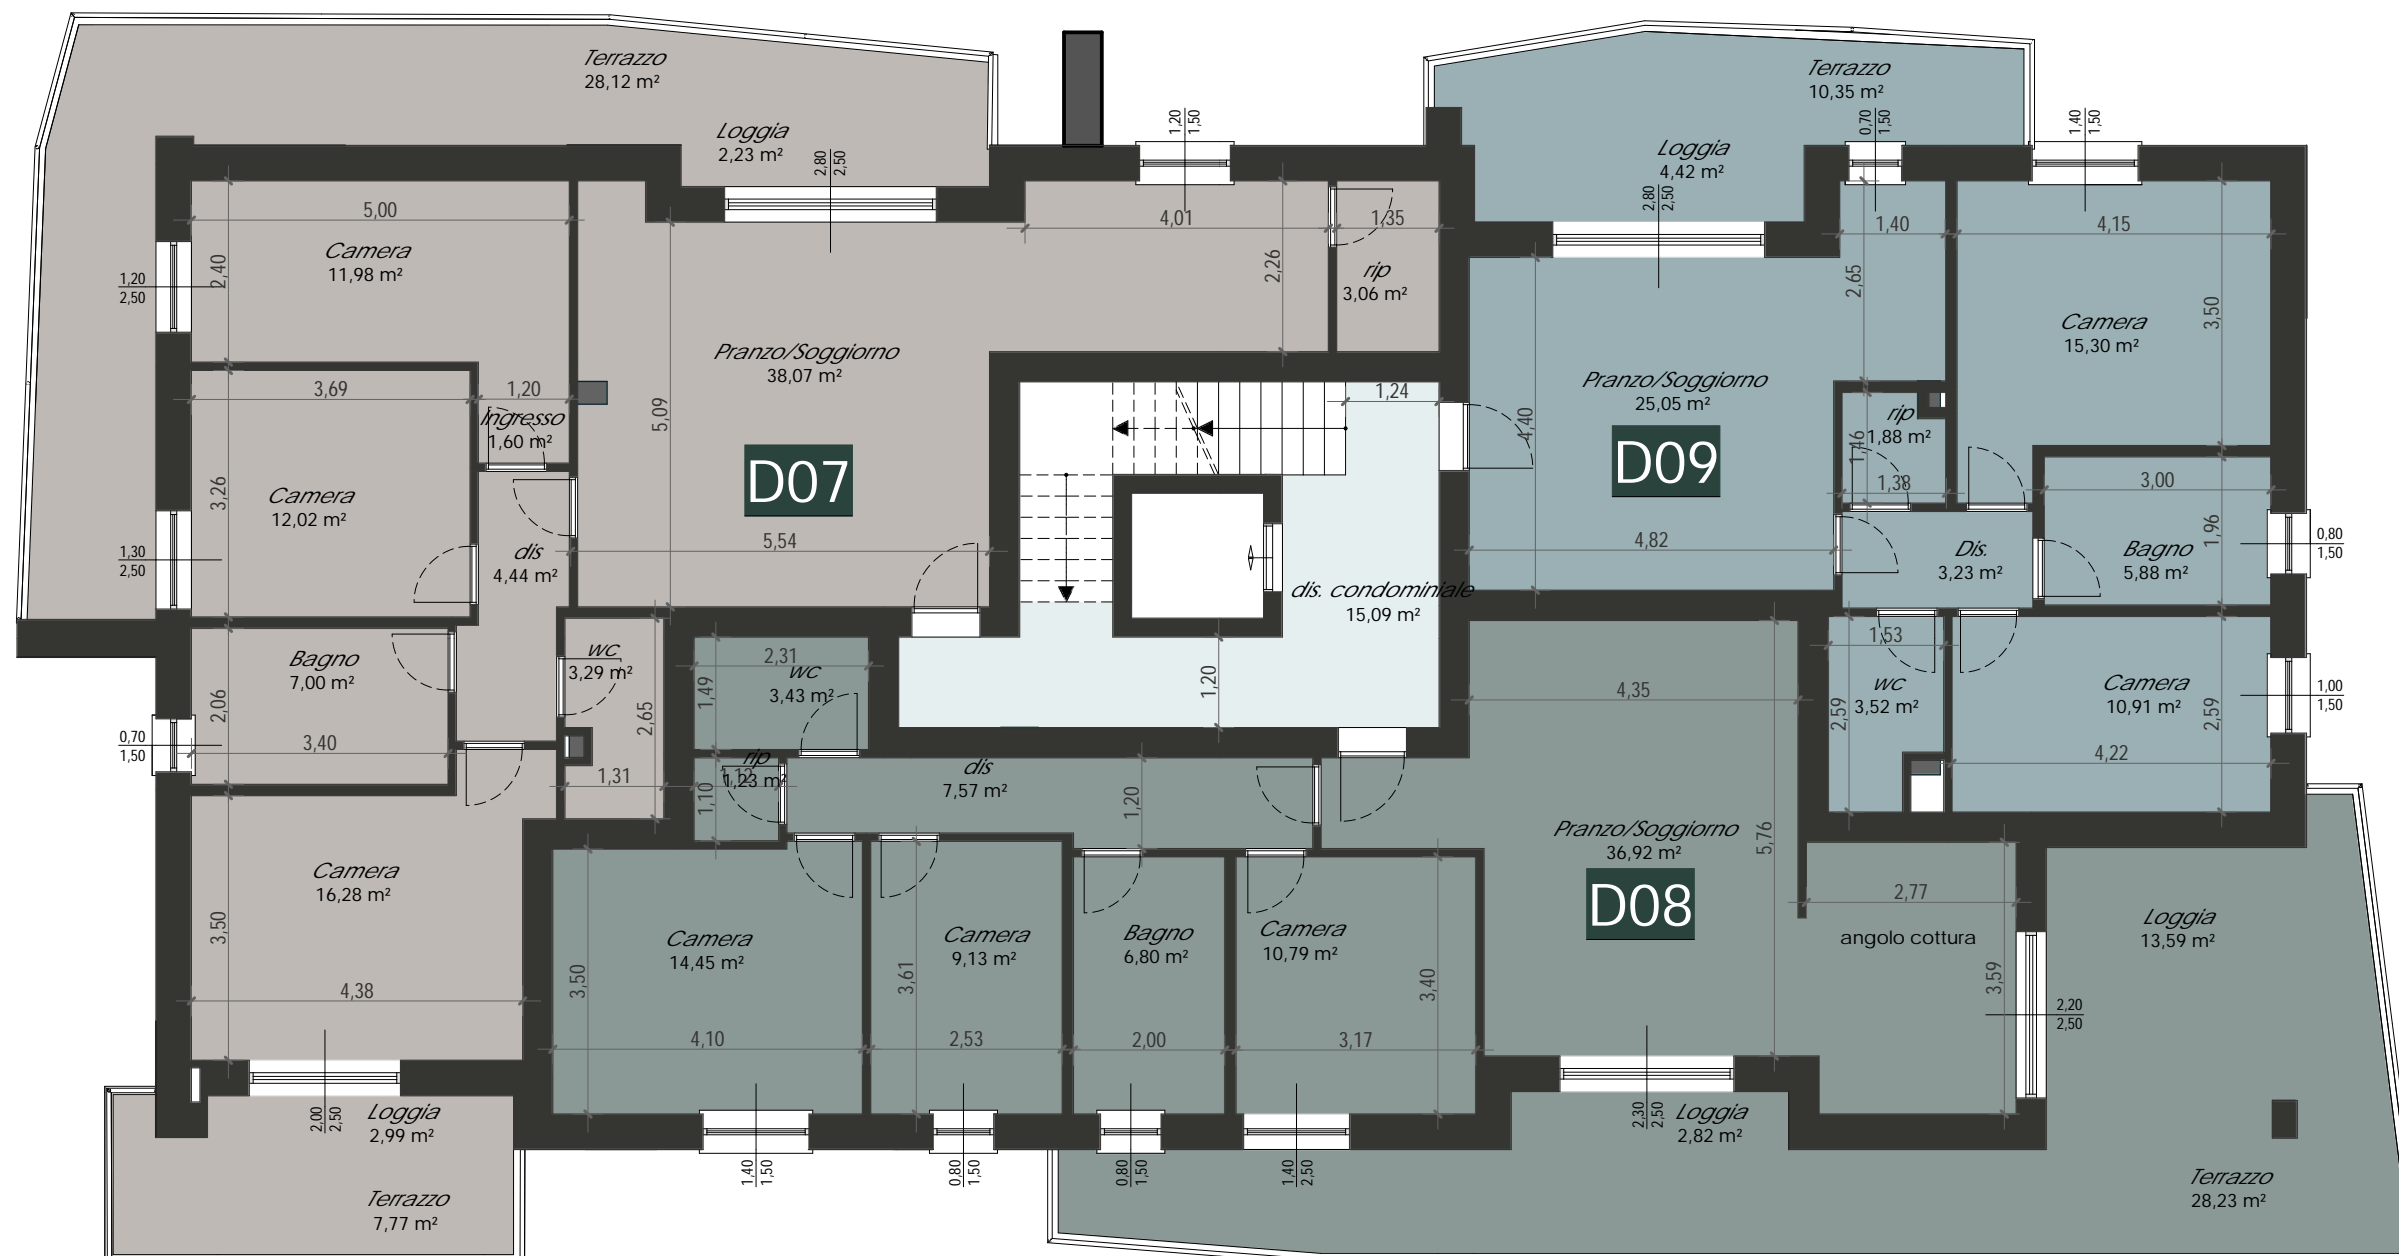 Terrazzo
28,12 m²
Loggia
2,23 m²
2,80
2,50
1,20
1,50
Terrazzo
10,35 m²
Loggia
4,42 m²
2,80
2,50
0,70
1,50
1,40
1,50
5,00
Camera
11,98 m²
2,40
1,20
2,50
4,01
1,35
2,26
rip
3,06 m²
1,40
4,15
2,65
3,50
Camera
15,30 m²
Pranzo/Soggiorno
38,07 m²
5,09
3,69
1,20
Ingresso
1,60 m²
1,24
Pranzo/Soggiorno
25,05 m²
4,40
rip
1,88 m²
1,46
1,38
D07
D09
3,26
Camera
12,02 m²
1,30
2,50
dis
4,44 m²
5,54
4,82
3,00
1,96
Bagno
5,88 m²
0,80
1,50
Dis.
3,23 m²
dis. condominiale
15,09 m²
1,20
Bagno
7,00 m²
2,06
3,40
0,70
1,50
wc
3,29 m²
2,65
1,31
2,31
wc
3,43 m²
1,49
4,35
1,53
wc
3,52 m²
2,59
Camera
10,91 m²
2,59
4,22
1,00
1,50
rip
1,23 m²
1,12
1,10
dis
7,57 m²
1,20
Pranzo/Soggiorno
36,92 m²
5,76
D08
2,77
angolo cottura
3,59
2,20
2,50
Loggia
13,59 m²
Camera
16,28 m²
3,50
4,38
Camera
14,45 m²
3,50
4,10
Camera
9,13 m²
3,61
2,53
Bagno
6,80 m²
2,00
Camera
10,79 m²
3,40
3,17
2,00
2,50
Loggia
2,99 m²
Terrazzo
7,77 m²
1,40
1,50
0,80
1,50
0,80
1,50
1,40
2,50
2,30
2,50
Loggia
2,82 m²
Terrazzo
28,23 m²